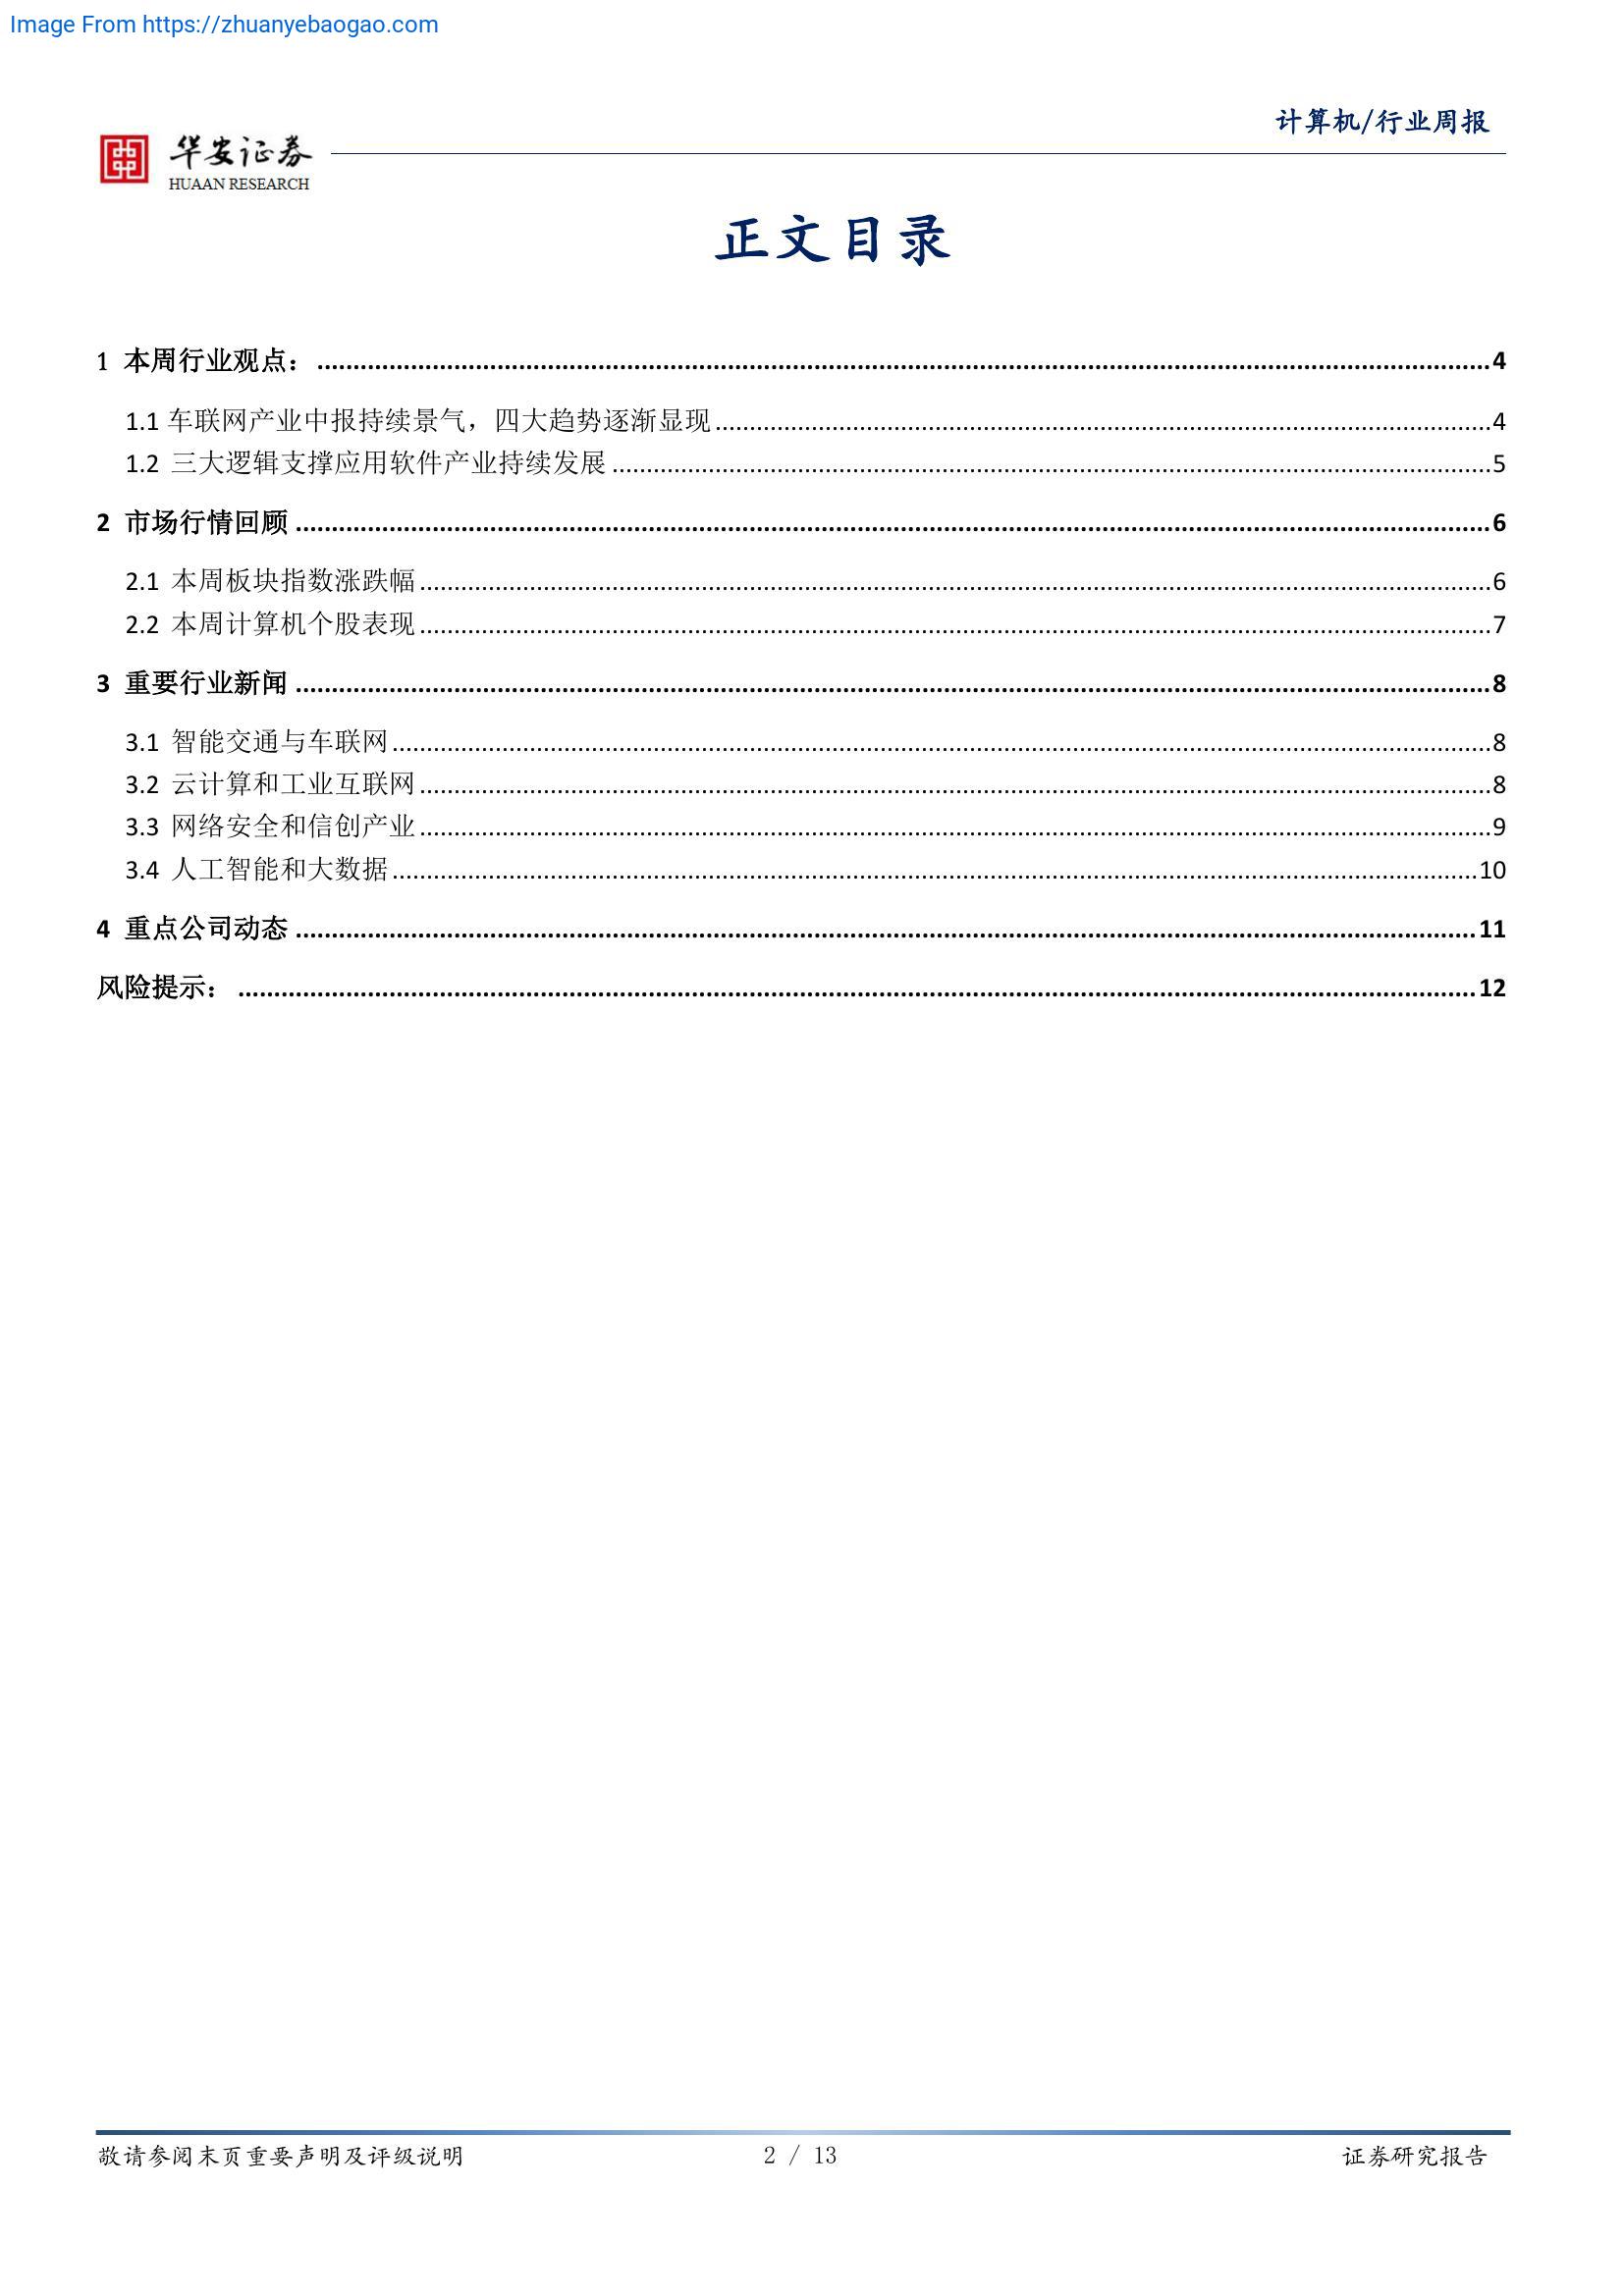 Image From https://zhuanyebaogao.com
计算机/行业周报
华安证券
HUAAN RESEARCH
正文目录
1 本周行业观点：........................4
1.1 车联网产业中报持续景气，四大趋势逐渐显现........................4
1.2 三大逻辑支撑应用软件产业持续发展........................5
2 市场行情回顾........................6
2.1 本周板块指数涨跌幅........................6
2.2 本周计算机个股表现........................7
3 重要行业新闻........................8
3.1 智能交通与车联网........................8
3.2 云计算和工业互联网........................8
3.3 网络安全和信创产业........................9
3.4 人工智能和大数据........................10
4 重点公司动态........................11
风险提示：........................12
敬请参阅末页重要声明及评级说明 2 / 13 证券研究报告